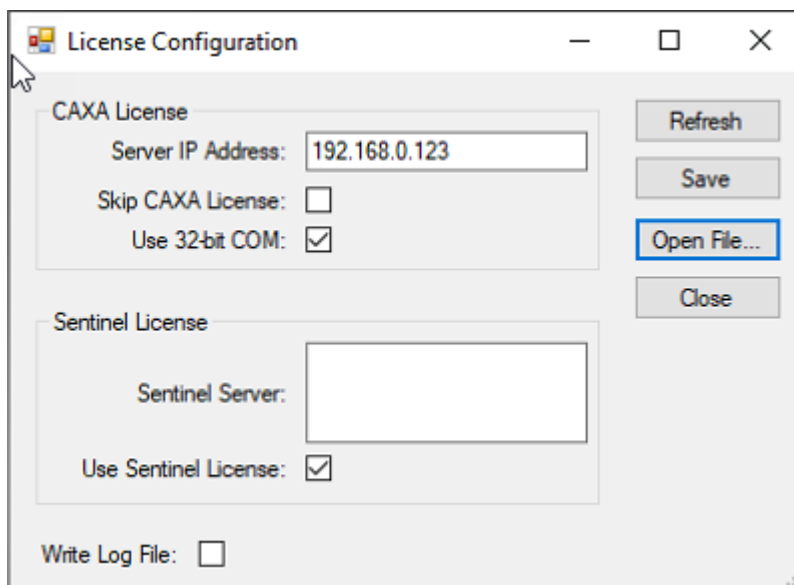 License Configuration
CAXA License
Server IP Address: 192.168.0.123
Skip CAXA License:
Use 32-bit COM:
Refresh
Save
Open File...
Close
Sentinel License
Sentinel Server:
Use Sentinel License:
Write Log File: